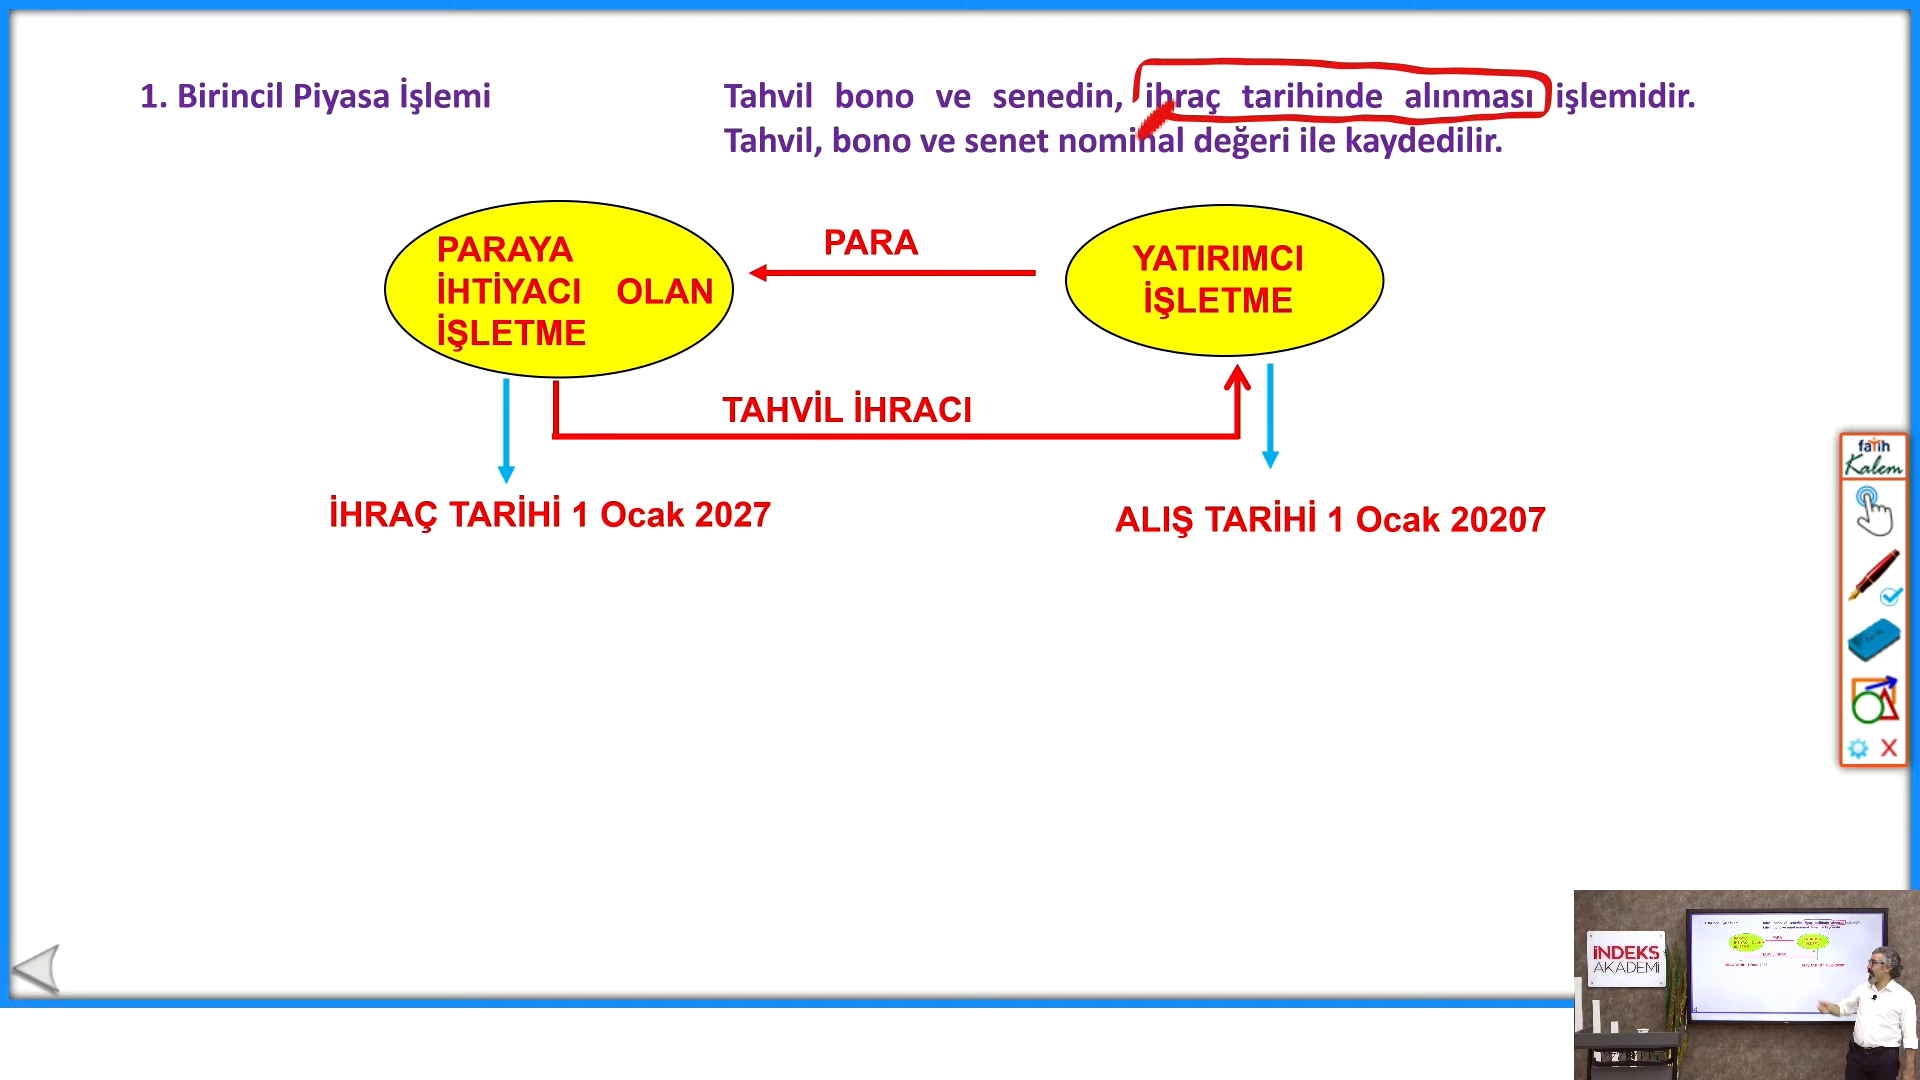 1. Birincil Piyasa İşlemi
Tahvil bono ve senedin, ihraç tarihinde alınması işlemidir.
Tahvil, bono ve senet nominal değeri ile kaydedilir.
PARAYA
İHTİYACI OLAN
İŞLETME
PARA
YATIRIMCI
İŞLETME
TAHVİL İHRACI
İHRAÇ TARİHİ 1 Ocak 2027
ALIŞ TARİHİ 1 Ocak 20207
fatih
Kalem
İNDEKS
AKADEMİ